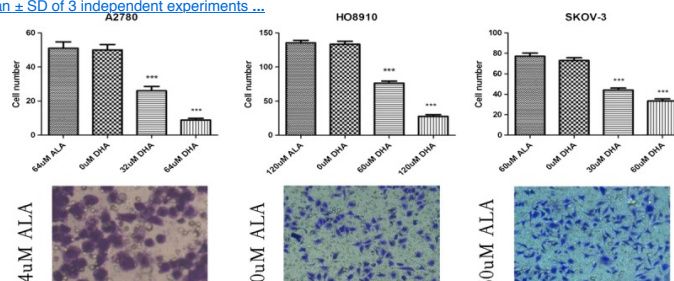 an ± SD of 3 independent experiments ...
A2780
HO8910
SKOV-3
Cell number
60
40
20
0
64uM ALA
0uM DHA
32uM DHA
64uM DHA
***
***
Cell number
150
100
50
0
120uM ALA
0uM DHA
60uM DHA
120uM DHA
***
***
Cell number
100
80
60
40
20
0
60uM ALA
0uM DHA
30uM DHA
60uM DHA
***
***
4uM ALA
0uM ALA
60uM ALA